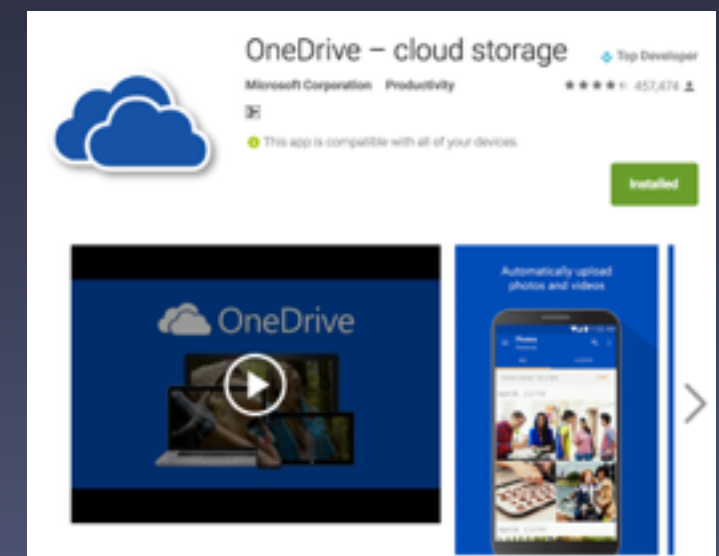 OneDrive – cloud storage
Top Developer
Microsoft Corporation Productivity
457,474
This app is compatible with all of your devices.
Installed
OneDrive
Automatically upload
photos and videos
Photos